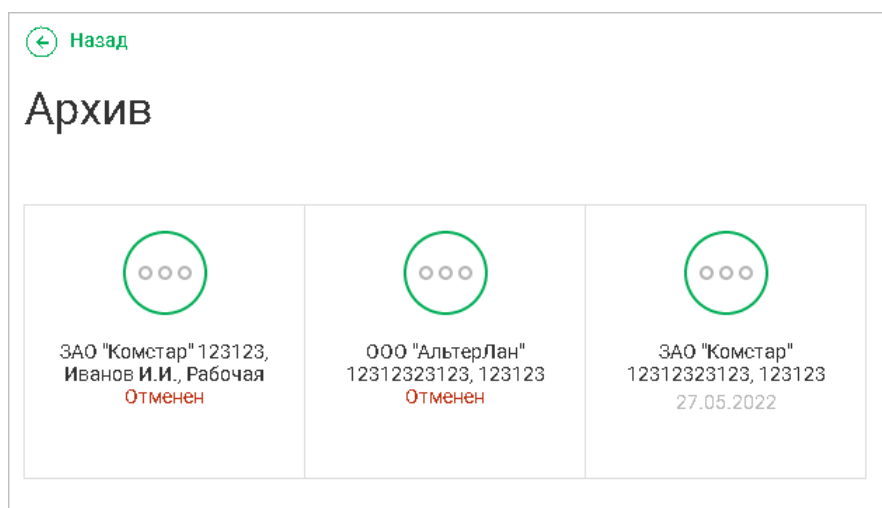 Назад
Архив
ЗАО "Комстар" 123123,
Иванов И.И., Рабочая
Отменен
ООО "АльтерЛан"
12312323123, 123123
Отменен
ЗАО "Комстар"
12312323123, 123123
27.05.2022